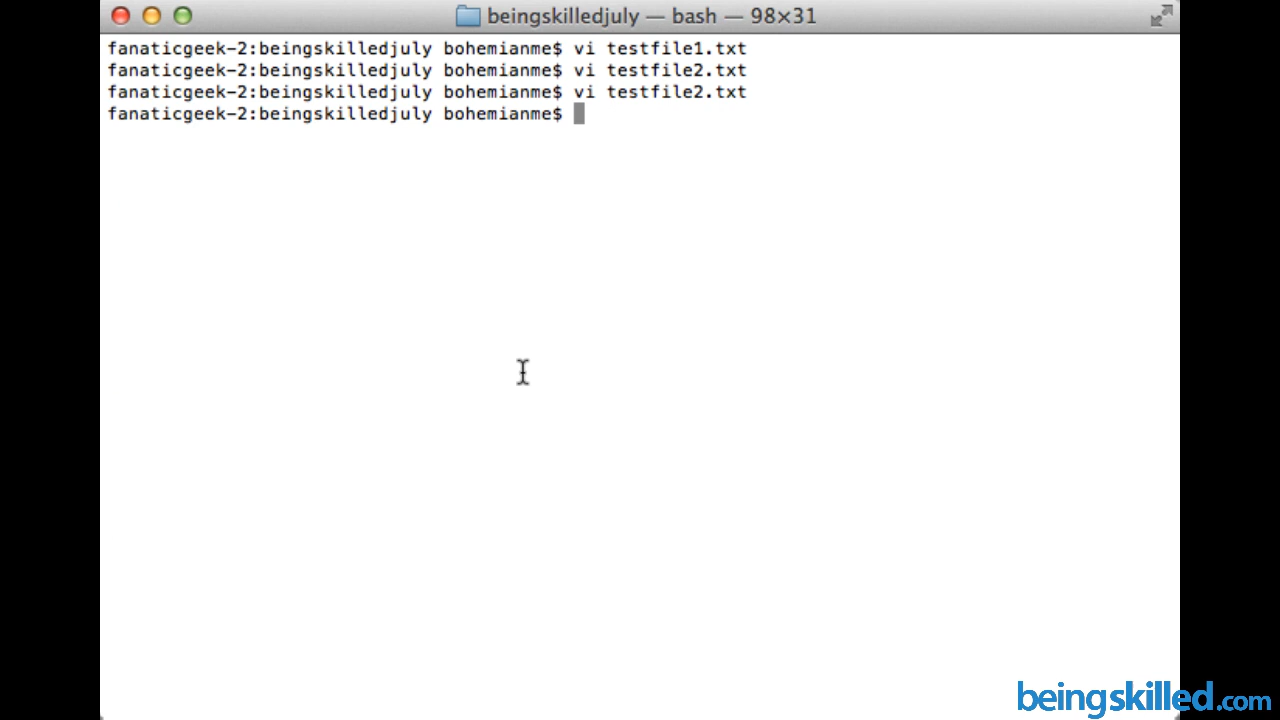 beingskilledjuly — bash — 98×31
fanaticgeek-2:beingskilledjuly bohemianme$ vi testfile1.txt
fanaticgeek-2:beingskilledjuly bohemianme$ vi testfile2.txt
fanaticgeek-2:beingskilledjuly bohemianme$ vi testfile2.txt
fanaticgeek-2:beingskilledjuly bohemianme$
beingskilled.com